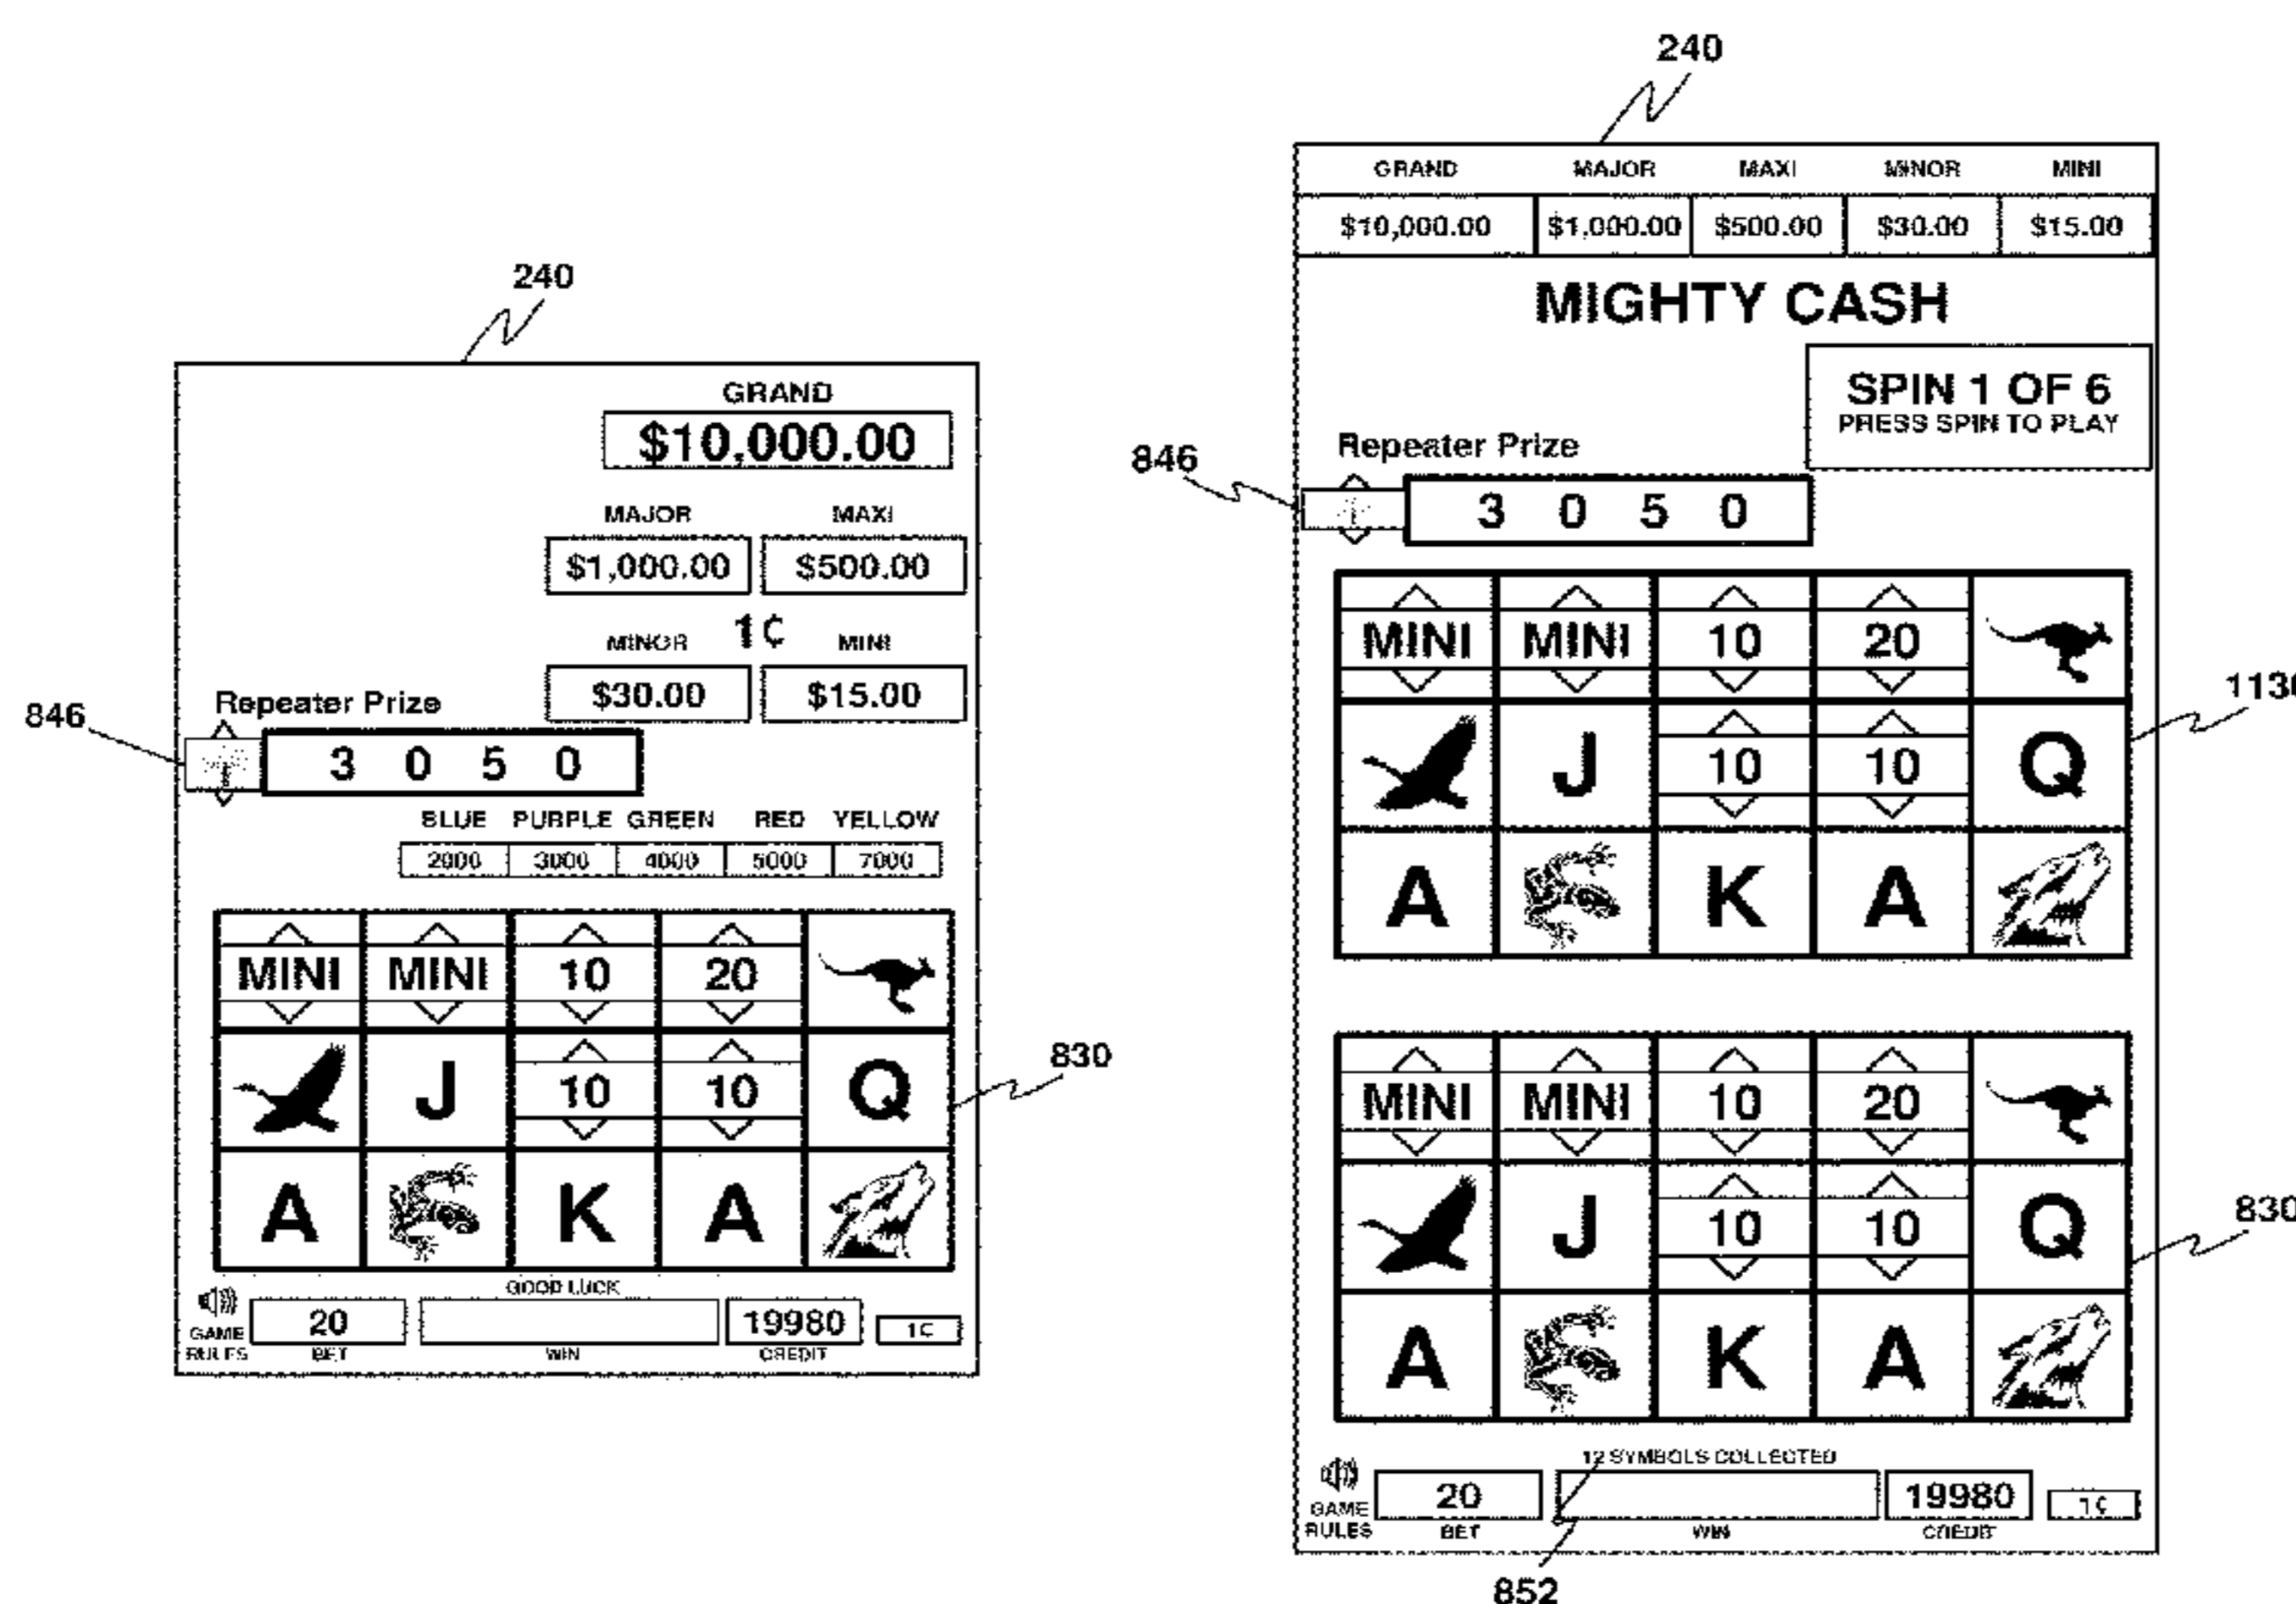 240
GRAND
$10,000.00
MAJOR MAXI
$1,000.00 $500.00
1¢
MINOR MINI
$30.00 $15.00
Repeater Prize
846
3 0 5 0
BLUE PURPLE GREEN RED YELLOW
2000 3000 4000 5000 7000
MINI MINI 10 20
J 10 10 Q
830
A K A
GOOD LUCK
20 19980 1¢
GAME RULES BET WIN CREDIT
240
GRAND MAJOR MAXI MINOR MINI
$10,000.00 $1,000.00 $500.00 $30.00 $15.00
MIGHTY CASH
SPIN 1 OF 6
PRESS SPIN TO PLAY
Repeater Prize
846
3 0 5 0
MINI MINI 10 20
J 10 10 Q
A K A
MINI MINI 10 20
J 10 10 Q
830
A K A
12 SYMBOLS COLLECTED
20 19980 1¢
GAME RULES BET WIN CREDIT
852